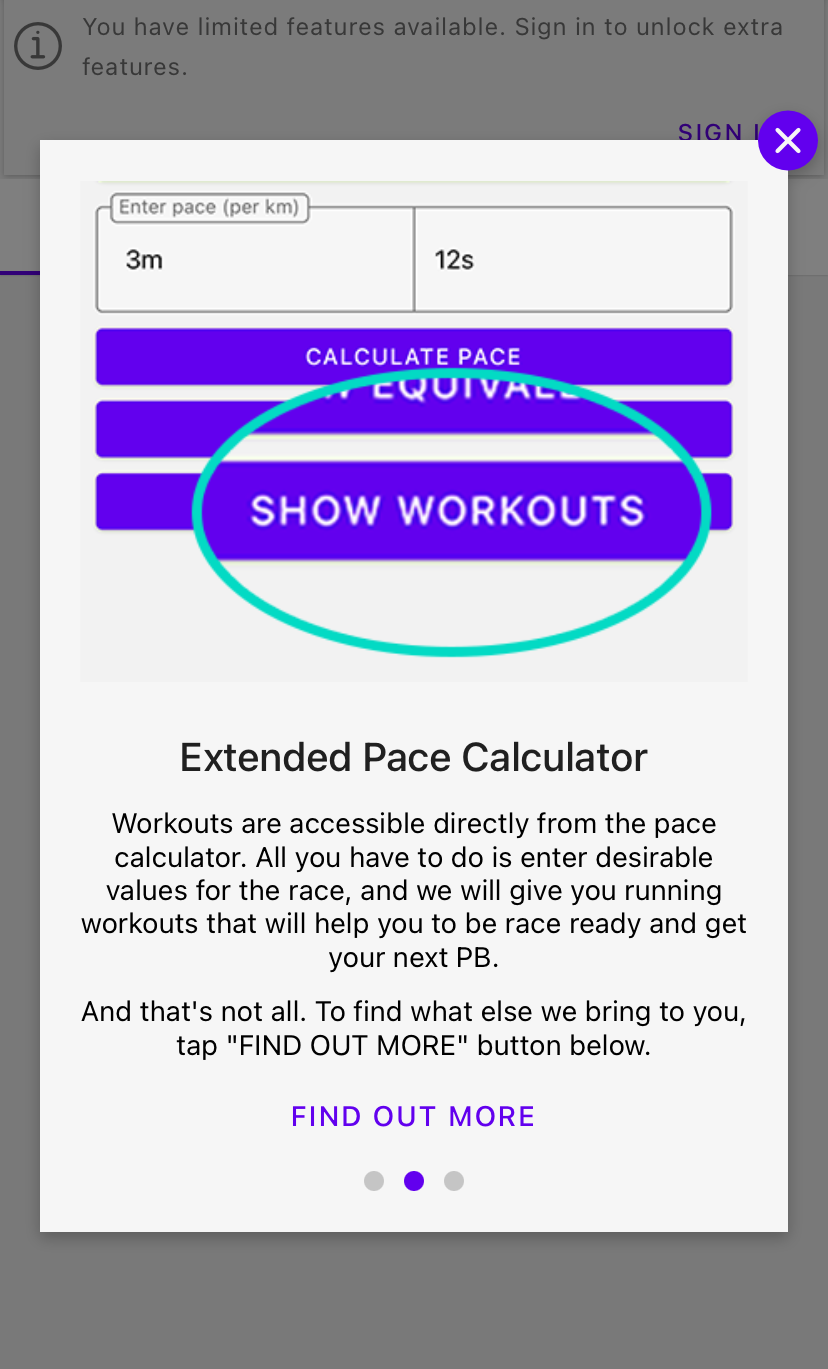 You have limited features available. Sign in to unlock extra
features.
SIGN
Enter pace (per km)
3m
12s
CALCULATE PACE
SHOW WORKOUTS
Extended Pace Calculator
Workouts are accessible directly from the pace
calculator. All you have to do is enter desirable
values for the race, and we will give you running
workouts that will help you to be race ready and get
your next PB.
And that's not all. To find what else we bring to you,
tap "FIND OUT MORE" button below.
FIND OUT MORE